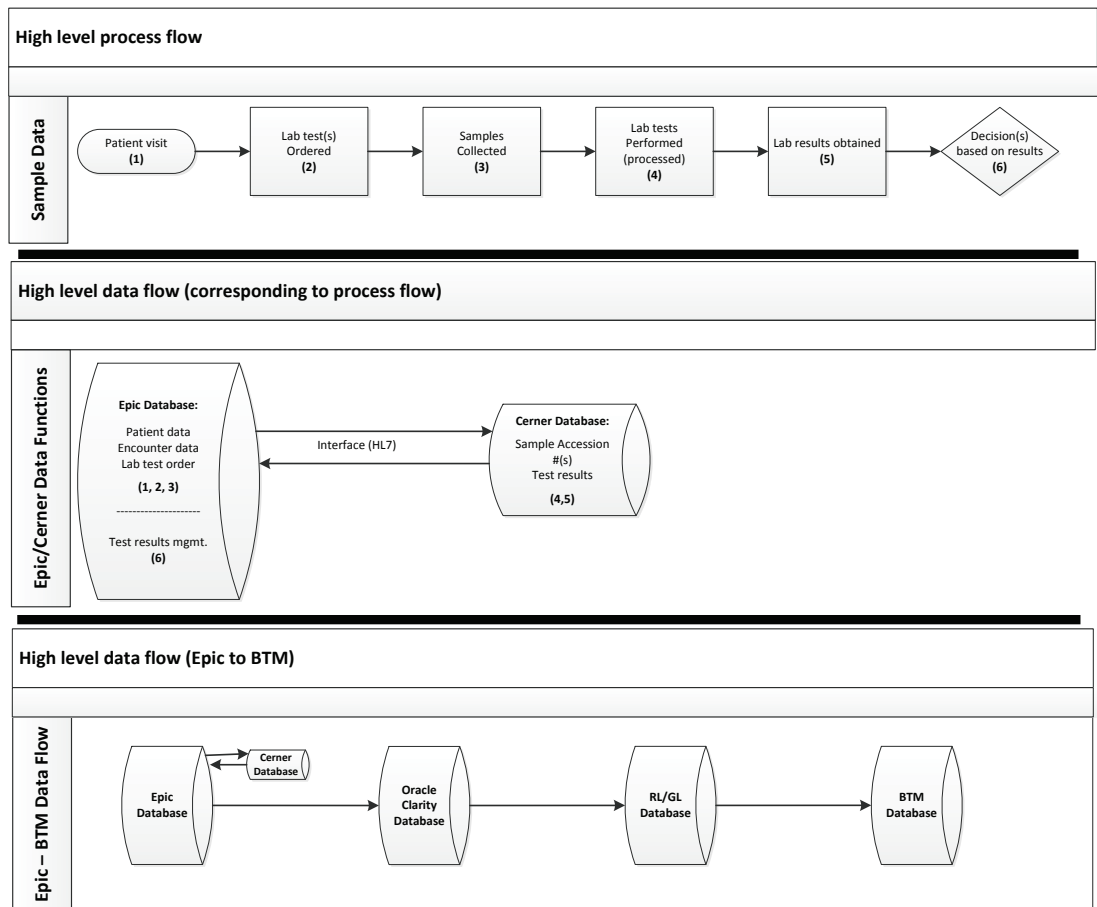 High level process flow
Sample Data
Patient visit
(1)
Lab test(s)
Ordered
(2)
Samples
Collected
(3)
Lab tests
Performed
(processed)
(4)
Lab results obtained
(5)
Decision(s)
based on results
(6)
High level data flow (corresponding to process flow)
Epic/Cerner Data Functions
Epic Database:
Patient data
Encounter data
Lab test order
(1, 2, 3)
---------------------
Test results mgmt.
(6)
Interface (HL7)
Cerner Database:
Sample Accession
#(s)
Test results
(4,5)
High level data flow (Epic to BTM)
Epic – BTM Data Flow
Epic
Database
Cerner
Database
Oracle
Clarity
Database
RL/GL
Database
BTM
Database